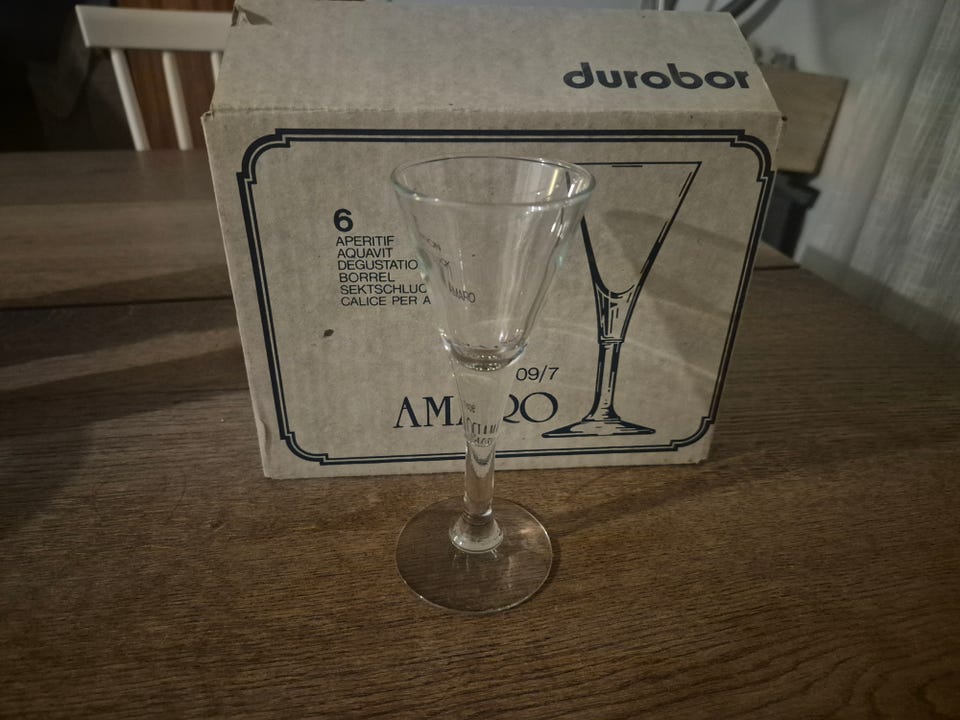 durobor
6
APERITIF
AQUAVIT
DEGUSTATIO
BORREL
SEKTSCHLUC
CALICE PER A
AMARO
09/7